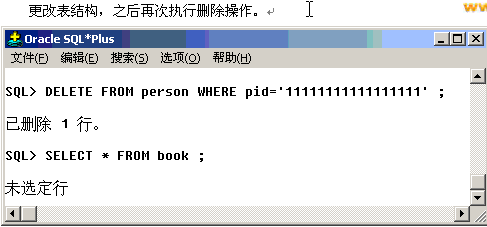 更改表结构，之后再次执行删除操作。
Oracle SQL*Plus
文件(F) 编辑(E) 搜索(S) 选项(O) 帮助(H)
SQL> DELETE FROM person WHERE pid='11111111111111111' ;
已删除 1 行。
SQL> SELECT * FROM book ;
未选定行